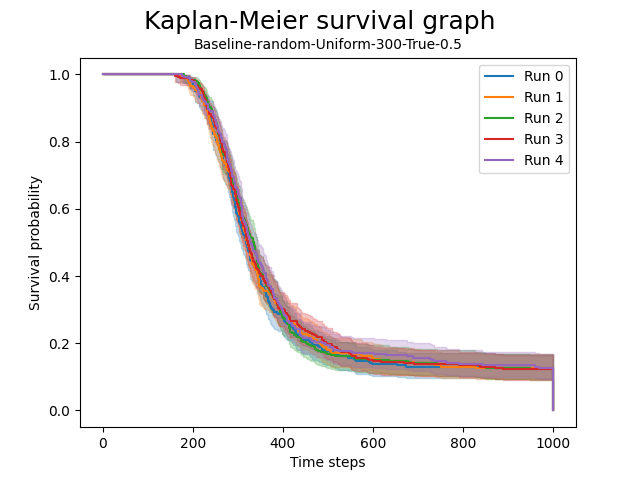 Kaplan-Meier survival graph
Baseline-random-Uniform-300-True-0.5
Survival probability
1.0
0.8
0.6
0.4
0.2
0.0
Run 0
Run 1
Run 2
Run 3
Run 4
0 200 400 600 800 1000
Time steps